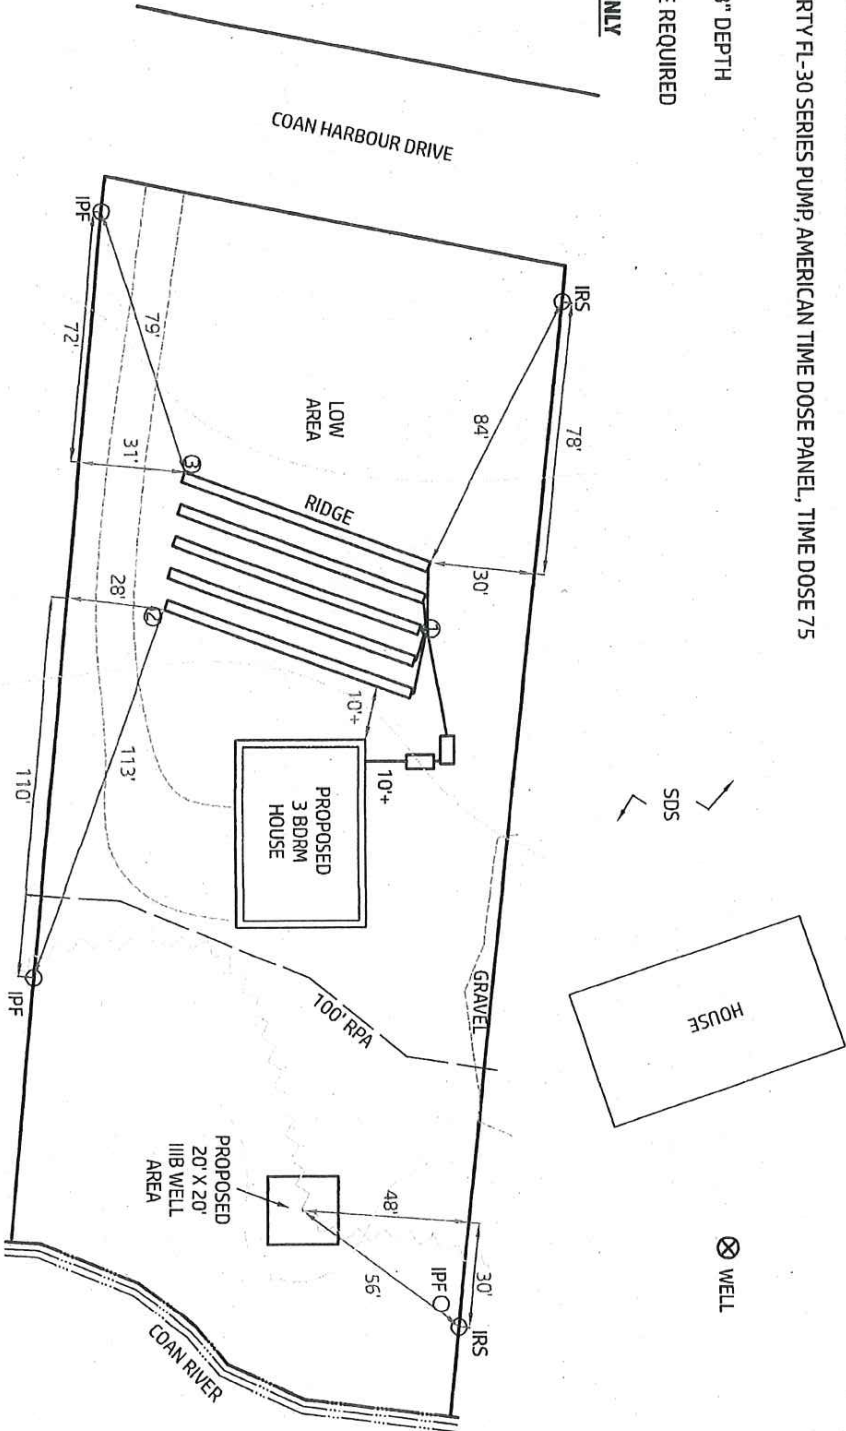 RTY FL-30 SERIES PUMP, AMERICAN TIME DOSE PANEL, TIME DOSE 75
" DEPTH
E REQUIRED
NLY
COAN HARBOUR DRIVE
IPF
IRS
79'
72'
84'
78'
LOW
AREA
31'
3
RIDGE
30'
28'
2
1
10'+
10'+
113'
110'
PROPOSED
3 BDRM
HOUSE
SDS
HOUSE
GRAVEL
100' RPA
IPF
PROPOSED
20' X 20'
IIIB WELL
AREA
48'
56'
30'
IPF
IRS
WELL
COAN RIVER